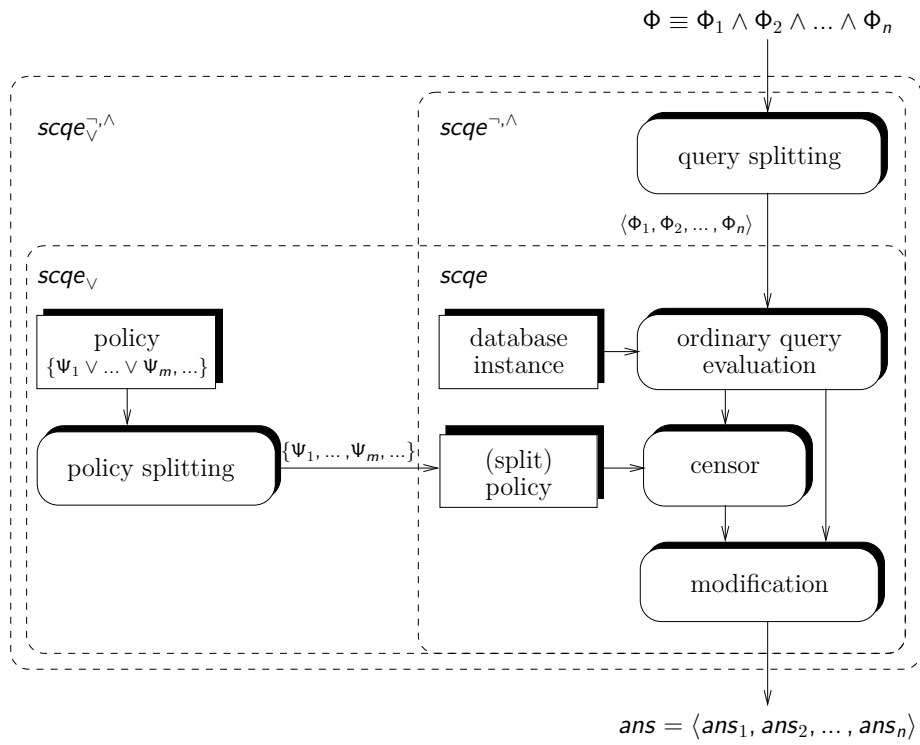 Φ ≡ Φ₁ ∧ Φ₂ ∧ ... ∧ Φₙ
scqe∨¬,∧
scqe¬,∧
query splitting
⟨Φ₁, Φ₂, ... , Φₙ⟩
scqe∨
scqe
policy
{Ψ₁ ∨ ... ∨ Ψₘ, ...}
database
instance
ordinary query
evaluation
policy splitting
{Ψ₁, ... ,Ψₘ, ...}
(split)
policy
censor
modification
ans = ⟨ans₁, ans₂, ... , ansₙ⟩